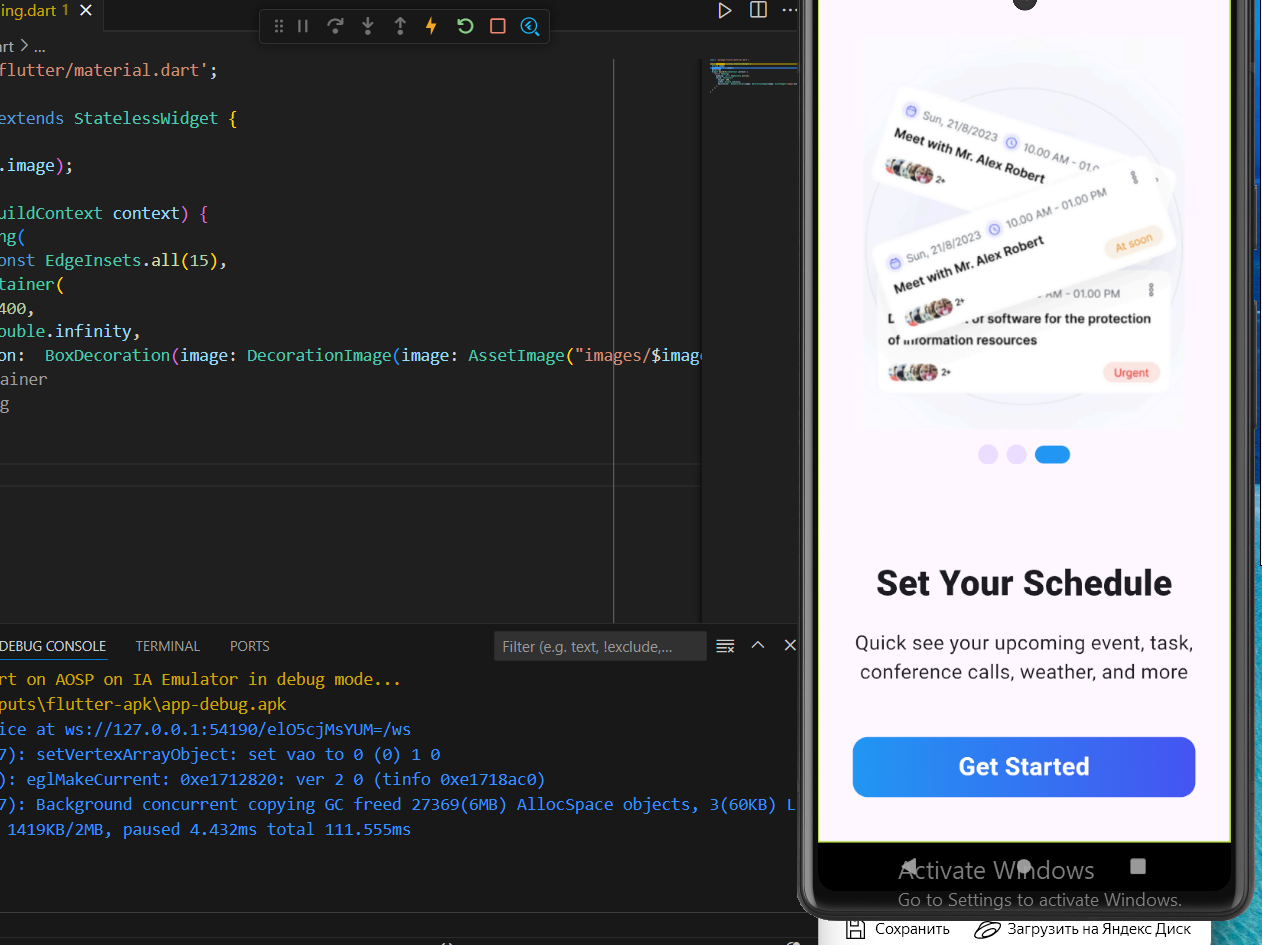 ing.dart 1
art > ...
flutter/material.dart';
extends StatelessWidget {
.image);
uildContext context) {
ng(
onst EdgeInsets.all(15),
tainer(
400,
ouble.infinity,
on: BoxDecoration(image: DecorationImage(image: AssetImage("images/$imag
ainer
g
DEBUG CONSOLE
TERMINAL
PORTS
Filter (e.g. text, !exclude,...
rt on AOSP on IA Emulator in debug mode...
puts\flutter-apk\app-debug.apk
ice at ws://127.0.0.1:54190/elO5cjMsYUM=/ws
7): setVertexArrayObject: set vao to 0 (0) 1 0
): eglMakeCurrent: 0xe1712820: ver 2 0 (tinfo 0xe1718ac0)
7): Background concurrent copying GC freed 27369(6MB) AllocSpace objects, 3(60KB) L
1419KB/2MB, paused 4.432ms total 111.555ms
Sun, 21/8/2023 10.00 AM - 01.0
Meet with Mr. Alex Robert
2+
Sun, 21/8/2023 10.00 AM - 01.00 PM
Meet with Mr. Alex Robert
At soon
2+
AM - 01.00 PM
of software for the protection
of information resources
2+
Urgent
Set Your Schedule
Quick see your upcoming event, task,
conference calls, weather, and more
Get Started
Activate Windows
Go to Settings to activate Windows.
Сохранить
Загрузить на Яндекс Диск